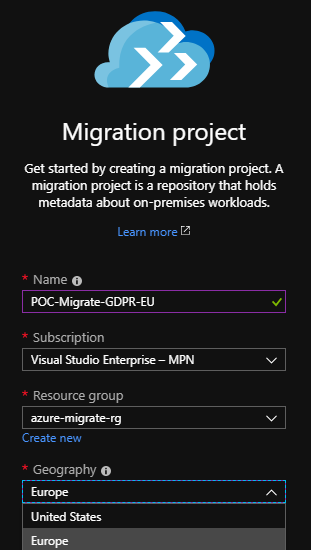 Migration project
Get started by creating a migration project. A
migration project is a repository that holds
metadata about on-premises workloads.
Learn more
* Name
POC-Migrate-GDPR-EU
* Subscription
Visual Studio Enterprise – MPN
* Resource group
azure-migrate-rg
Create new
* Geography
Europe
United States
Europe